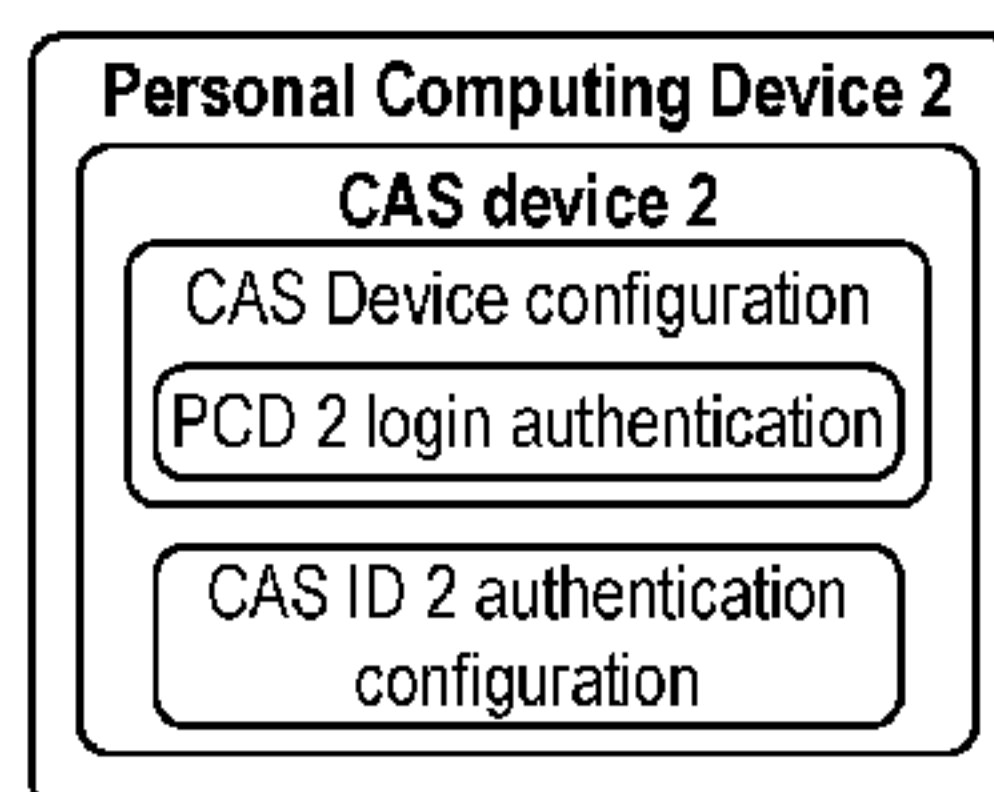 Personal Computing Device 2
CAS device 2
CAS Device configuration
PCD 2 login authentication
CAS ID 2 authentication
configuration